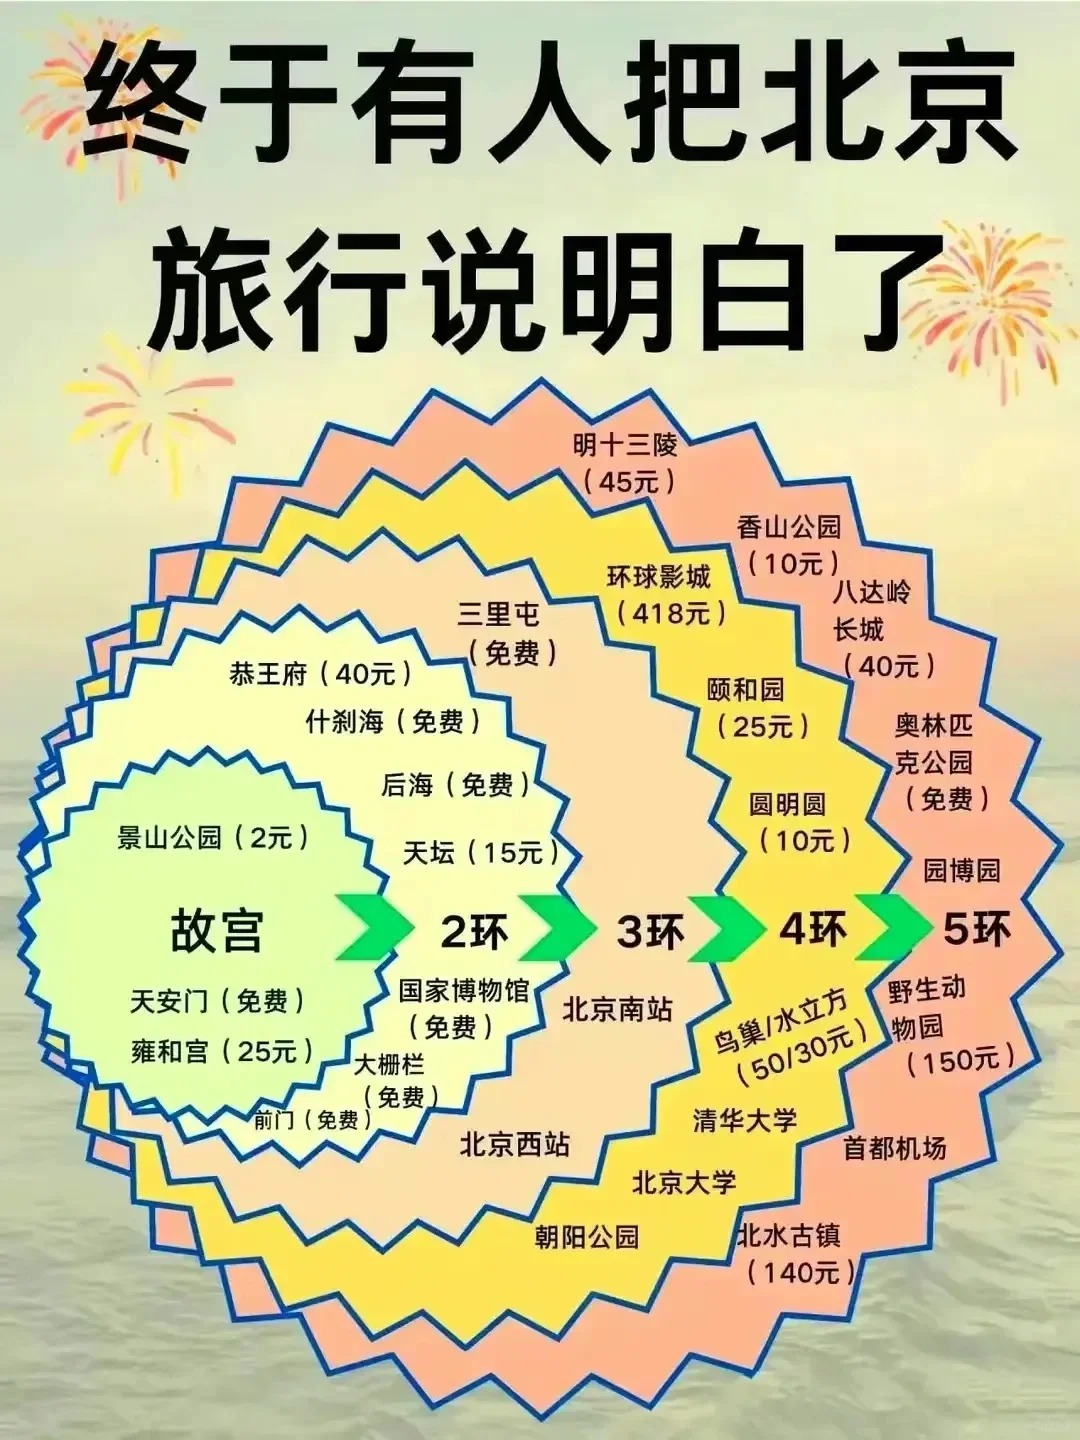 终于有人把北京
旅行说明白了
明十三陵
（45元）
香山公园
（10元）
八达岭
长城
（40元）
奥林匹
克公园
（免费）
园博园
5环
野生动
物园
（150元）
首都机场
北水古镇
（140元）
环球影城
（418元）
颐和园
（25元）
圆明圆
（10元）
4环
鸟巢/水立方
（50/30元）
清华大学
北京大学
朝阳公园
三里屯
（免费）
3环
北京南站
北京西站
恭王府（40元）
什刹海（免费）
后海（免费）
天坛（15元）
2环
国家博物馆
（免费）
大栅栏
（免费）
前门（免费）
景山公园（2元）
故宫
天安门（免费）
雍和宫（25元）